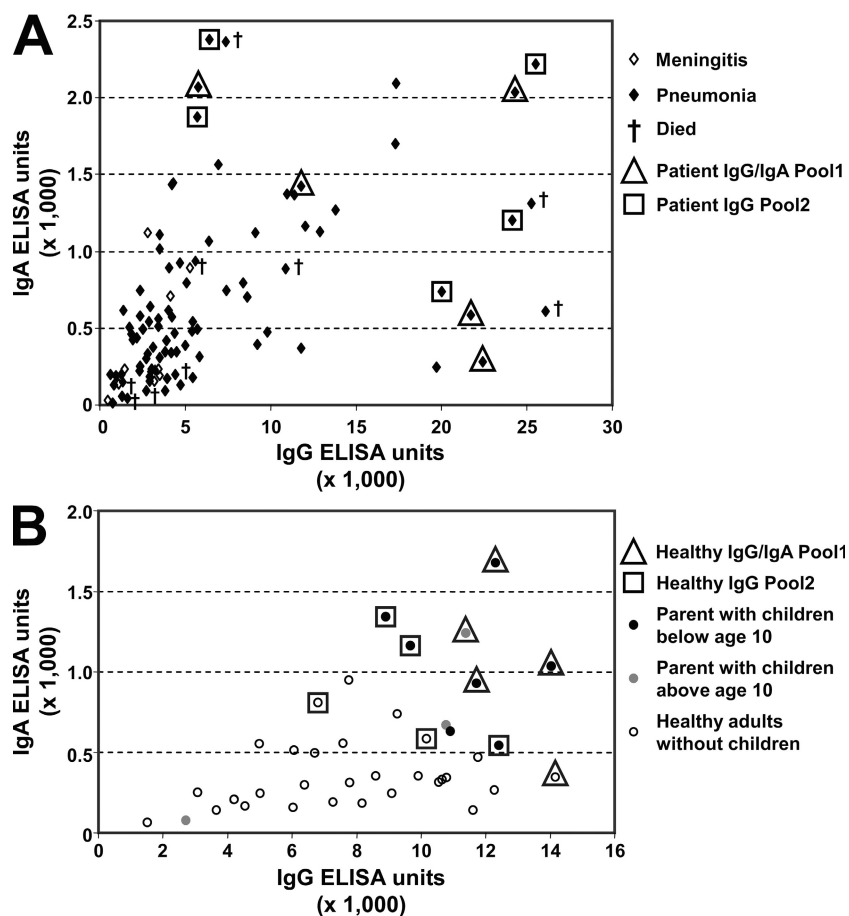 A
2.5
2.0
1.5
1.0
0.5
0
0
5
10
15
20
25
30
IgA ELISA units
(x 1,000)
IgG ELISA units
(x 1,000)
Meningitis
Pneumonia
† Died
Patient IgG/IgA Pool1
Patient IgG Pool2
B
2.0
1.5
1.0
0.5
0
0
2
4
6
8
10
12
14
16
IgA ELISA units
(x 1,000)
IgG ELISA units
(x 1,000)
Healthy IgG/IgA Pool1
Healthy IgG Pool2
Parent with children
below age 10
Parent with children
above age 10
Healthy adults
without children